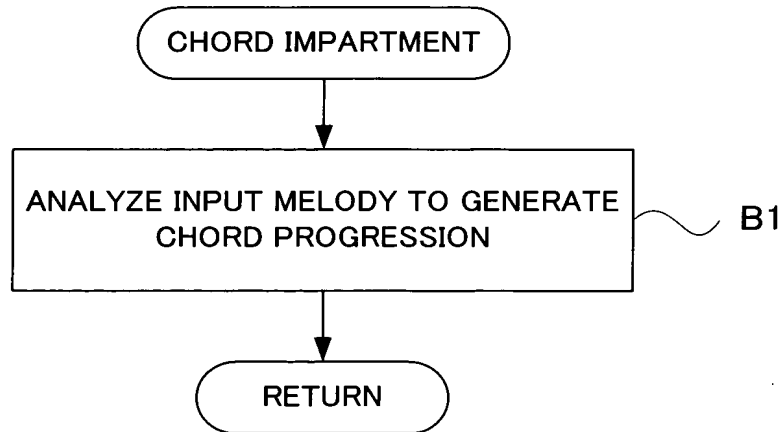 CHORD IMPARTMENT
ANALYZE INPUT MELODY TO GENERATE
CHORD PROGRESSION
B1
RETURN